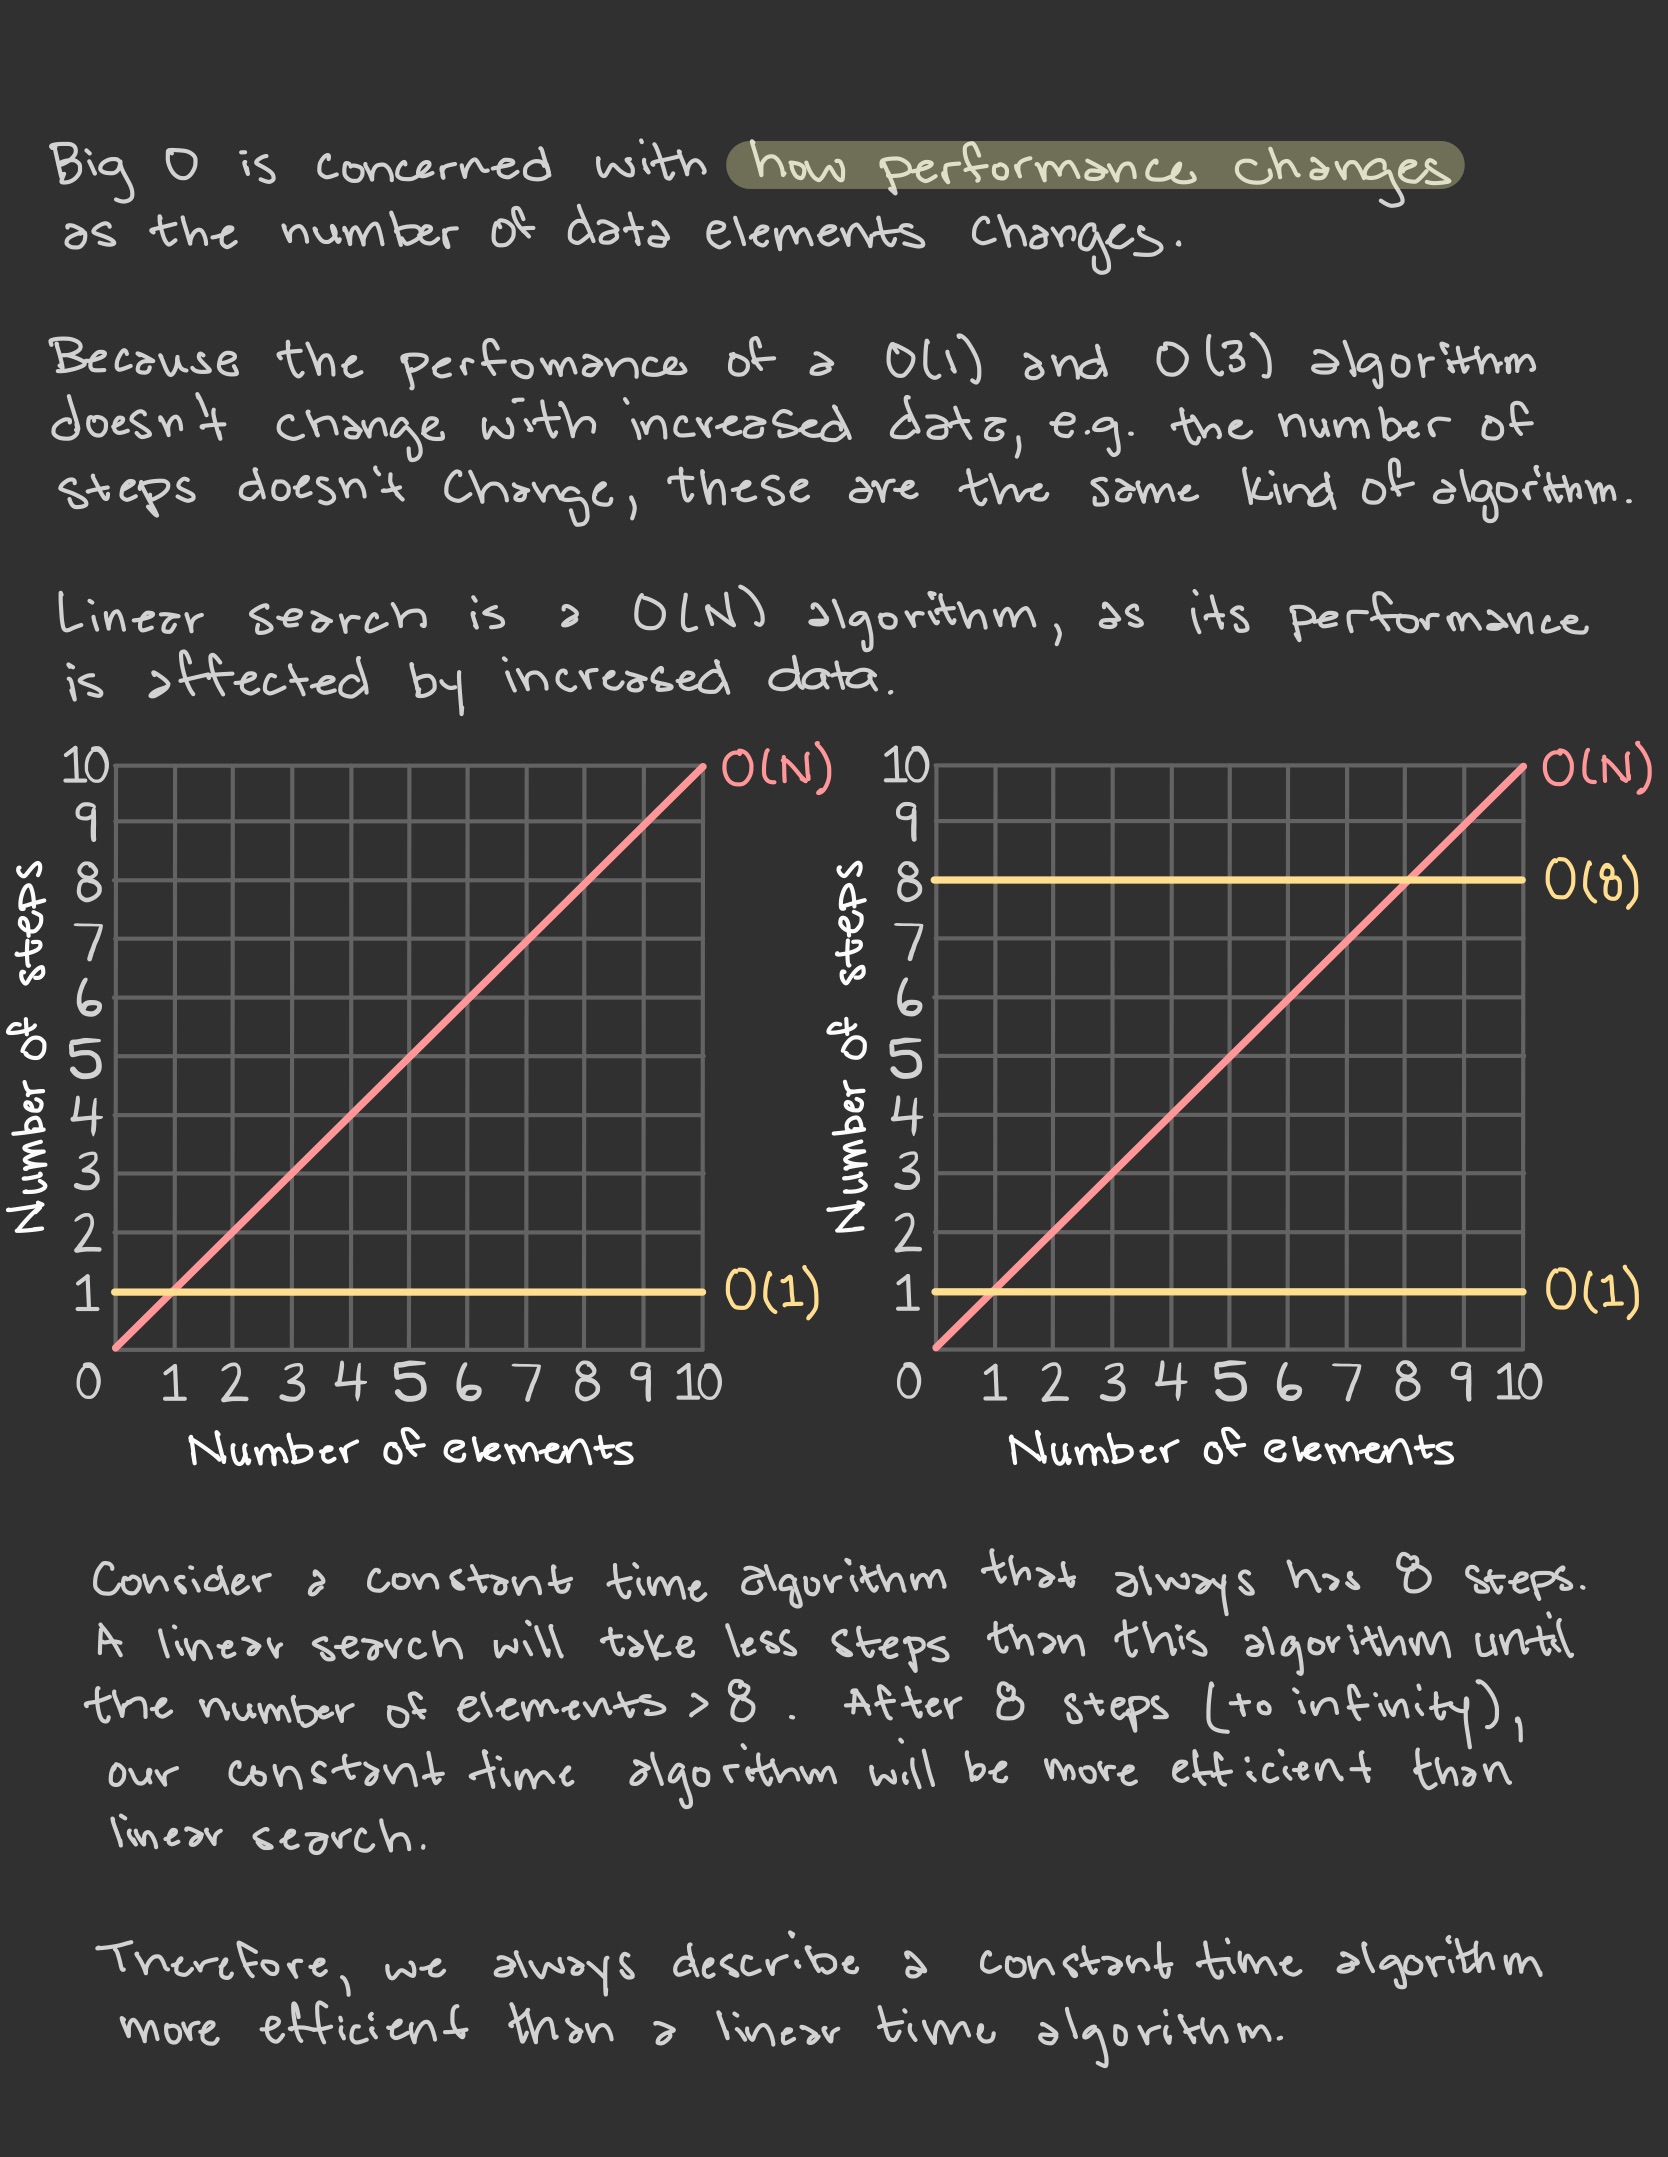 Big O is concerned with how performance changes
as the number of data elements changes.
Because the perfomance of a O(1) and O(3) algorithm
doesn't change with increased data, e.g. the number of
steps doesn't change, these are the same kind of algorithm.
Linear search is a O(N) algorithm, as its performance
is affected by increased data.
Number of steps
10
9
8
7
6
5
4
3
2
1
0 1 2 3 4 5 6 7 8 9 10
Number of elements
O(N)
O(1)
Number of steps
10
9
8
7
6
5
4
3
2
1
0 1 2 3 4 5 6 7 8 9 10
Number of elements
O(N)
O(8)
O(1)
Consider a constant time algorithm that always has 8 steps.
A linear search will take less steps than this algorithm until
the number of elements > 8. After 8 steps (to infinity),
our constant time algorithm will be more efficient than
linear search.
Therefore, we always describe a constant time algorithm
more efficient than a linear time algorithm.